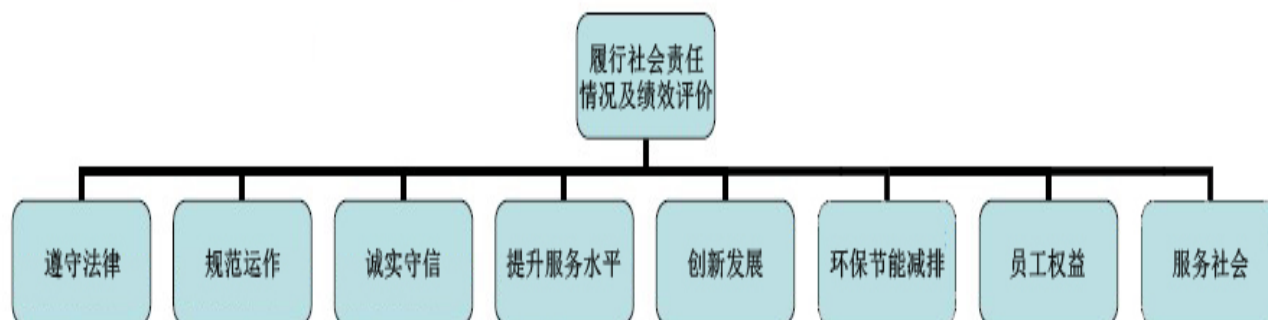 履行社会责任
情况及绩效评价
遵守法律
规范运作
诚实守信
提升服务水平
创新发展
环保节能减排
员工权益
服务社会